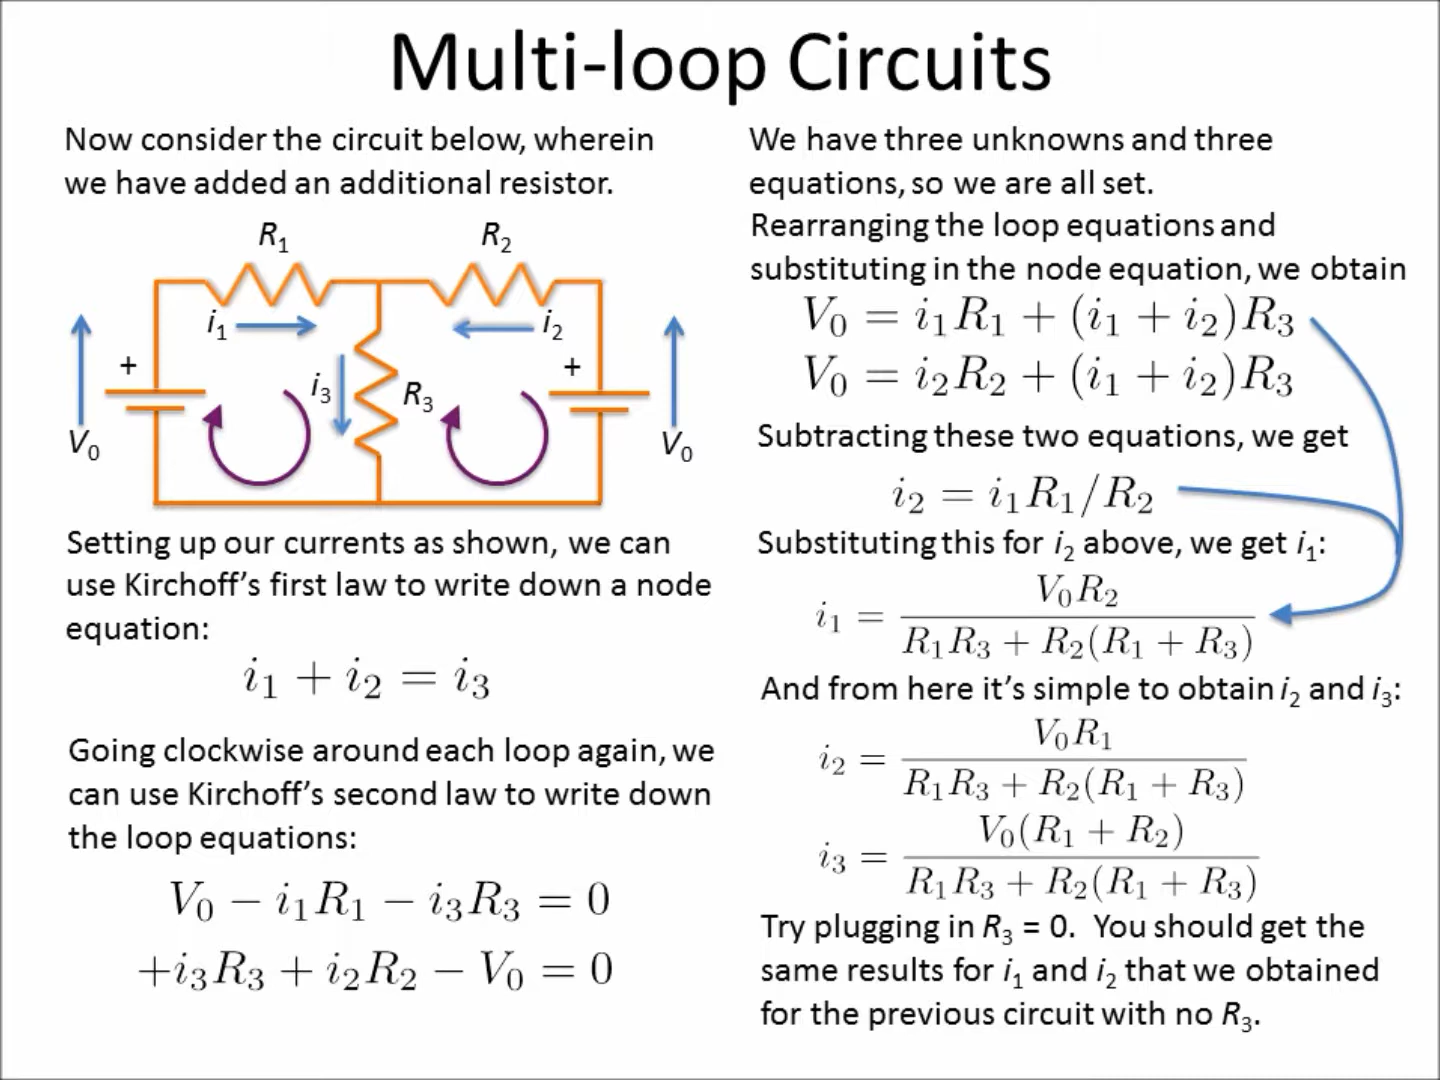 Multi-loop Circuits
Now consider the circuit below, wherein
we have added an additional resistor.
R₁
R₂
i₁
i₂
+
+
i₃
R₃
V₀
V₀
Setting up our currents as shown, we can
use Kirchoff’s first law to write down a node
equation:
i₁ + i₂ = i₃
Going clockwise around each loop again, we
can use Kirchoff’s second law to write down
the loop equations:
V₀ − i₁R₁ − i₃R₃ = 0
+i₃R₃ + i₂R₂ − V₀ = 0
We have three unknowns and three
equations, so we are all set.
Rearranging the loop equations and
substituting in the node equation, we obtain
V₀ = i₁R₁ + (i₁ + i₂)R₃
V₀ = i₂R₂ + (i₁ + i₂)R₃
Subtracting these two equations, we get
i₂ = i₁R₁/R₂
Substituting this for i₂ above, we get i₁:
V₀R₂
i₁ =
R₁R₃ + R₂(R₁ + R₃)
And from here it’s simple to obtain i₂ and i₃:
V₀R₁
i₂ =
R₁R₃ + R₂(R₁ + R₃)
V₀(R₁ + R₂)
i₃ =
R₁R₃ + R₂(R₁ + R₃)
Try plugging in R₃ = 0. You should get the
same results for i₁ and i₂ that we obtained
for the previous circuit with no R₃.